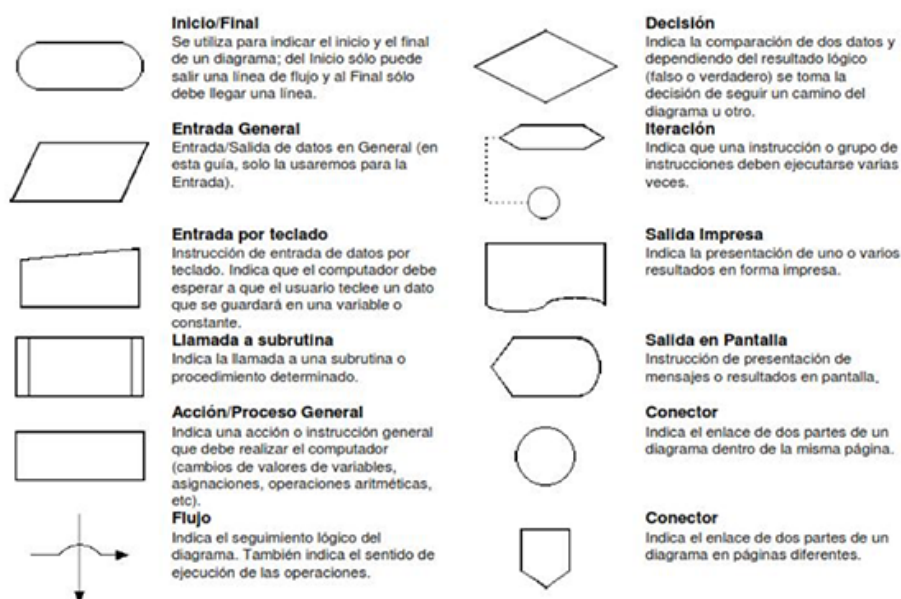 Inicio/Final
Se utiliza para indicar el inicio y el final
de un diagrama; del Inicio sólo puede
salir una línea de flujo y al Final sólo
debe llegar una línea.
Entrada General
Entrada/Salida de datos en General (en
esta guía, solo la usaremos para la
Entrada).
Entrada por teclado
Instrucción de entrada de datos por
teclado. Indica que el computador debe
esperar a que el usuario teclee un dato
que se guardará en una variable o
constante.
Llamada a subrutina
Indica la llamada a una subrutina o
procedimiento determinado.
Acción/Proceso General
Indica una acción o instrucción general
que debe realizar el computador
(cambios de valores de variables,
asignaciones, operaciones aritméticas,
etc).
Flujo
Indica el seguimiento lógico del
diagrama. También indica el sentido de
ejecución de las operaciones.
Decisión
Indica la comparación de dos datos y
dependiendo del resultado lógico
(falso o verdadero) se toma la
decisión de seguir un camino del
diagrama u otro.
Iteración
Indica que una instrucción o grupo de
instrucciones deben ejecutarse varias
veces.
Salida Impresa
Indica la presentación de uno o varios
resultados en forma impresa.
Salida en Pantalla
Instrucción de presentación de
mensajes o resultados en pantalla.
Conector
Indica el enlace de dos partes de un
diagrama dentro de la misma página.
Conector
Indica el enlace de dos partes de un
diagrama en páginas diferentes.